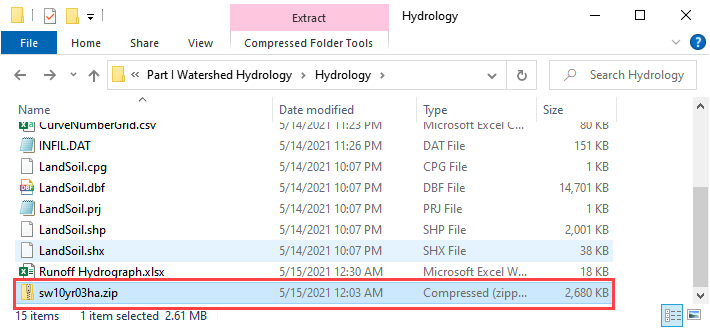 Extract Hydrology
File Home Share View Compressed Folder Tools
Part I Watershed Hydrology Hydrology Search Hydrology
Name Date modified Type Size
CurveNumberGrid.csv 5/14/2021 11:23 PM Microsoft Excel C... 80 KB
INFIL.DAT 5/14/2021 11:26 PM DAT File 151 KB
LandSoil.cpg 5/14/2021 10:07 PM CPG File 1 KB
LandSoil.dbf 5/14/2021 10:07 PM DBF File 14,701 KB
LandSoil.prj 5/14/2021 10:07 PM PRJ File 1 KB
LandSoil.shp 5/14/2021 10:07 PM SHP File 2,001 KB
LandSoil.shx 5/14/2021 10:07 PM SHX File 38 KB
Runoff Hydrograph.xlsx 5/15/2021 12:30 AM Microsoft Excel W... 18 KB
sw10yr03ha.zip 5/15/2021 12:03 AM Compressed (zipp... 2,680 KB
15 items 1 item selected 2.61 MB